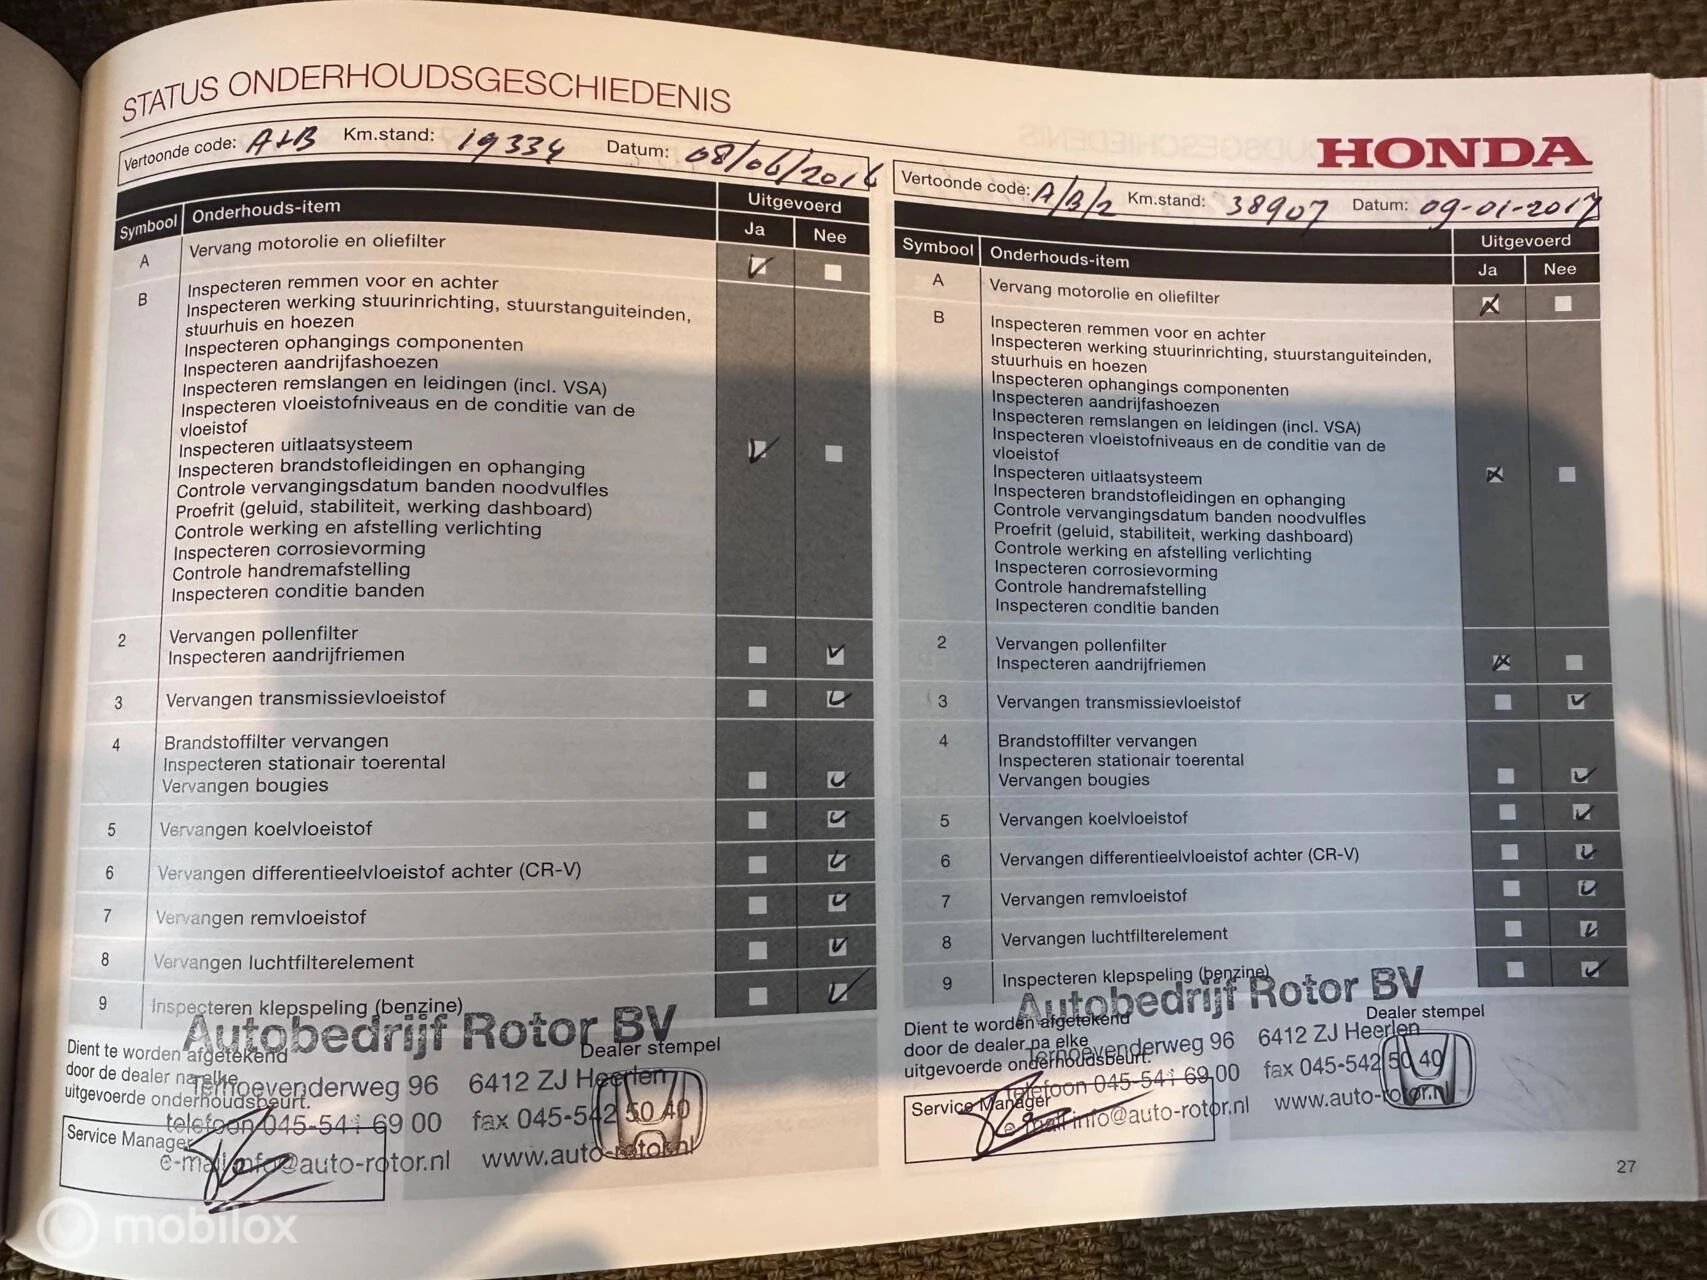 STATUS ONDERHOUDSGESCHIEDENIS
Vertoonde code: A+B Km.stand: 19334 Datum: 08/06/2016
Symbool Onderhouds-item Uitgevoerd
Ja Nee
A Vervang motorolie en oliefilter
B Inspecteren remmen voor en achter
Inspecteren werking stuurinrichting, stuurstanguiteinden,
stuurhuis en hoezen
Inspecteren ophangings componenten
Inspecteren aandrijfashoezen
Inspecteren remslangen en leidingen (incl. VSA)
Inspecteren vloeistofniveaus en de conditie van de
vloeistof
Inspecteren uitlaatsysteem
Inspecteren brandstofleidingen en ophanging
Controle vervangingsdatum banden noodvulfles
Proefrit (geluid, stabiliteit, werking dashboard)
Controle werking en afstelling verlichting
Inspecteren corrosievorming
Controle handremafstelling
Inspecteren conditie banden
2 Vervangen pollenfilter
Inspecteren aandrijfriemen
3 Vervangen transmissievloeistof
4 Brandstoffilter vervangen
Inspecteren stationair toerental
Vervangen bougies
5 Vervangen koelvloeistof
6 Vervangen differentieelvloeistof achter (CR-V)
7 Vervangen remvloeistof
8 Vervangen luchtfilterelement
9 Inspecteren klepspeling (benzine)
Autobedrijf Rotor BV
Dient te worden afgetekend
door de dealer na elke
uitgevoerde onderhoudsbeurt.
Dealer stempel
Ternoevenderweg 96 6412 ZJ Heerlen
telefoon 045-541 69 00 fax 045-542 50 40
Service Manager
e-mail info@auto-rotor.nl www.auto-rotor.nl
HONDA
Vertoonde code: A/B/2 Km.stand: 38907 Datum: 09-01-2017
Symbool Onderhouds-item Uitgevoerd
Ja Nee
A Vervang motorolie en oliefilter
B Inspecteren remmen voor en achter
Inspecteren werking stuurinrichting, stuurstanguiteinden,
stuurhuis en hoezen
Inspecteren ophangings componenten
Inspecteren aandrijfashoezen
Inspecteren remslangen en leidingen (incl. VSA)
Inspecteren vloeistofniveaus en de conditie van de
vloeistof
Inspecteren uitlaatsysteem
Inspecteren brandstofleidingen en ophanging
Controle vervangingsdatum banden noodvulfles
Proefrit (geluid, stabiliteit, werking dashboard)
Controle werking en afstelling verlichting
Inspecteren corrosievorming
Controle handremafstelling
Inspecteren conditie banden
2 Vervangen pollenfilter
Inspecteren aandrijfriemen
3 Vervangen transmissievloeistof
4 Brandstoffilter vervangen
Inspecteren stationair toerental
Vervangen bougies
5 Vervangen koelvloeistof
6 Vervangen differentieelvloeistof achter (CR-V)
7 Vervangen remvloeistof
8 Vervangen luchtfilterelement
9 Inspecteren klepspeling (benzine)
Autobedrijf Rotor BV
Dient te worden afgetekend
door de dealer na elke
uitgevoerde onderhoudsbeurt.
Dealer stempel
Ternoevenderweg 96 6412 ZJ Heerlen
telefoon 045-541 69 00 fax 045-542 50 40
Service Manager
e-mail info@auto-rotor.nl www.auto-rotor.nl
27
mobilox